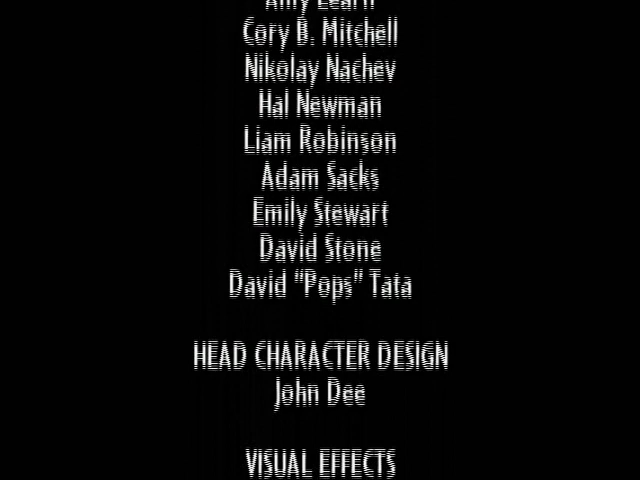 Cory B. Mitchell
Nikolay Nachev
Hal Newman
Liam Robinson
Adam Sacks
Emily Stewart
David Stone
David "Pops" Tata
HEAD CHARACTER DESIGN
John Dee
VISUAL EFFECTS